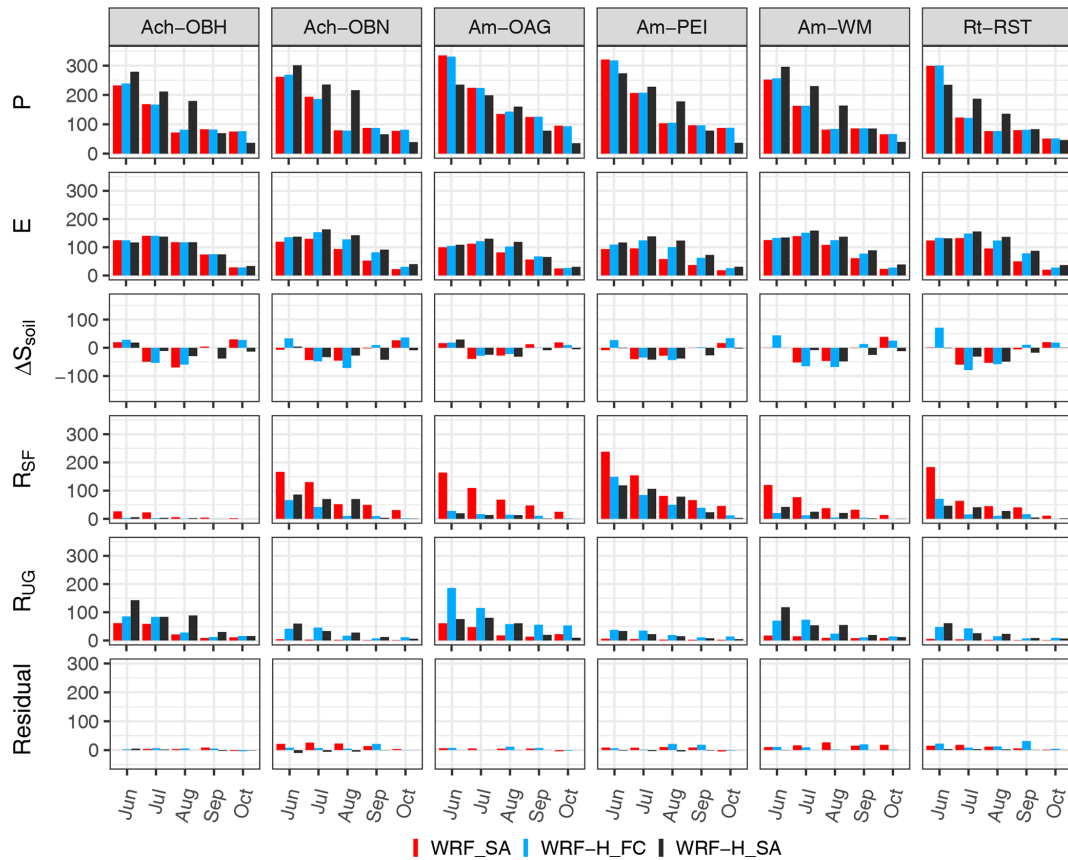 Ach−OBH Ach−OBN Am−OAG Am−PEI Am−WM Rt−RST
P
300
200
100
0
E
300
200
100
0
ΔSsoil
100
0
−100
RSF
300
200
100
0
RUG
300
200
100
0
Residual
300
200
100
0
Jun Jul Aug Sep Oct Jun Jul Aug Sep Oct Jun Jul Aug Sep Oct Jun Jul Aug Sep Oct Jun Jul Aug Sep Oct Jun Jul Aug Sep Oct
WRF_SA WRF−H_FC WRF−H_SA